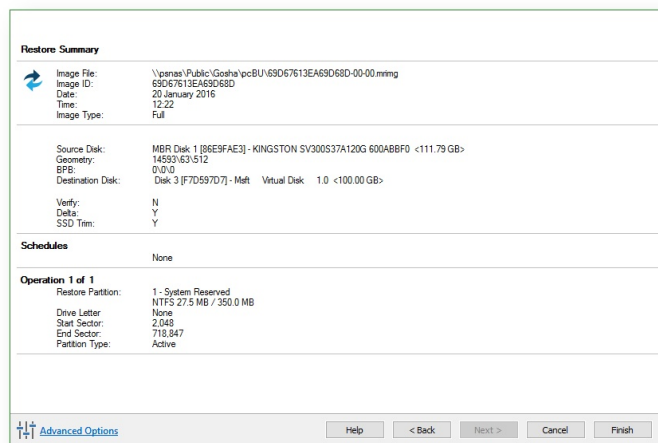 Restore Summary
Image File: \\psnas\Public\Gosha\pcBU\69D67613EA69D68D-00-00.mrimg
Image ID: 69D67613EA69D68D
Date: 20 January 2016
Time: 12:22
Image Type: Full
Source Disk: MBR Disk 1 [86E9FAE3] - KINGSTON SV300S37A120G 600ABBF0 <111.79 GB>
Geometry: 14593\63\512
BPB: 0\0\0
Destination Disk: Disk 3 [F7D597D7] - Msft Virtual Disk 1.0 <100.00 GB>
Verify: N
Delta: Y
SSD Trim: Y
Schedules
None
Operation 1 of 1
Restore Partition: 1 - System Reserved
NTFS 27.5 MB / 350.0 MB
Drive Letter None
Start Sector: 2,048
End Sector: 718,847
Partition Type: Active
Advanced Options Help < Back Next > Cancel Finish